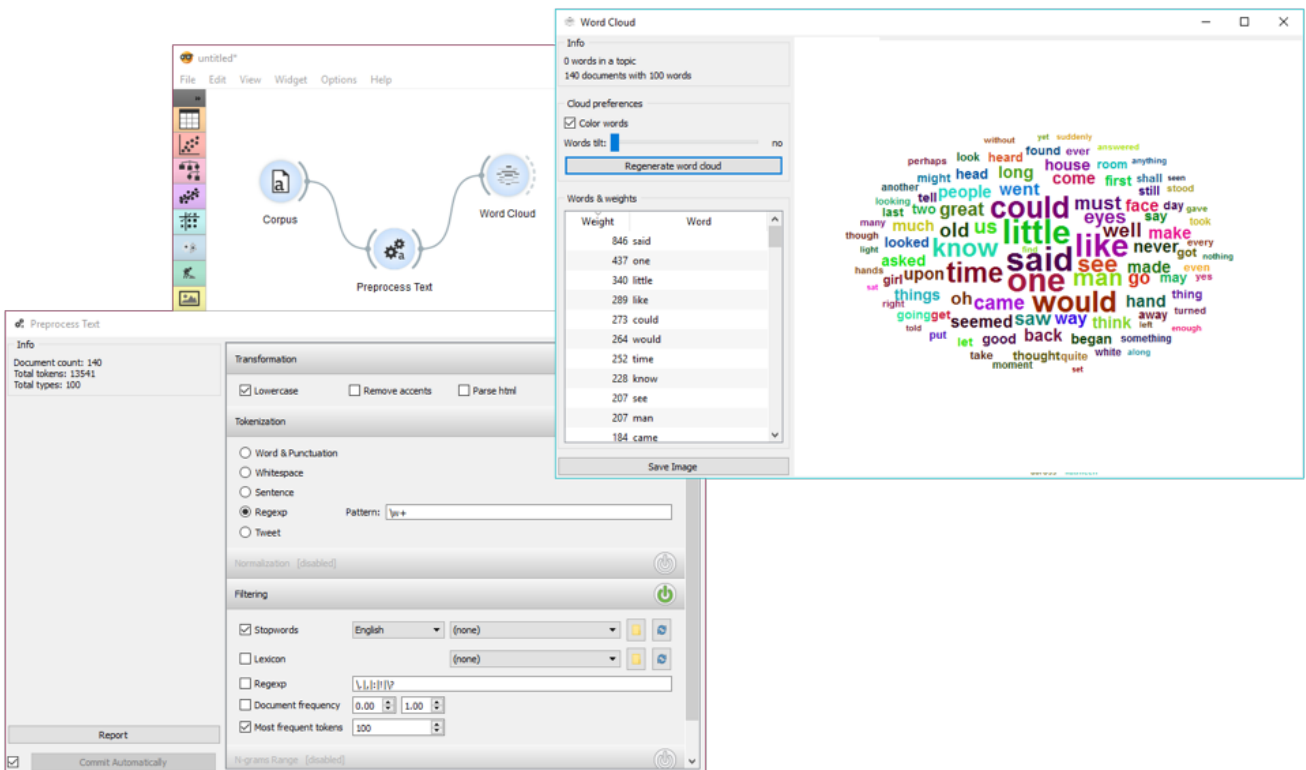 untitled*
File Edit View Widget Options Help
Corpus
Preprocess Text
Word Cloud
Word Cloud
Info
0 words in a topic
140 documents with 100 words
Cloud preferences
Color words
Words tilt: no
Regenerate word cloud
Words & weights
Weight Word
846 said
437 one
340 little
289 like
273 could
264 would
252 time
228 know
207 see
207 man
184 came
Save Image
without yet suddenly
perhaps look heard found ever answered
might head long house room anything
another tell people went come first shall seen
looking still stood
last two great could must face day gave
many much old us little eyes say took
though looked know like well make
light find never every
asked said see got nothing
hands girl upon time one man made even
sat go may yes
things oh came would hand thing
right
going get seemed saw way think away turned
told put let good back began left enough
something
take thought quite white along
moment set
Preprocess Text
Info
Document count: 140
Total tokens: 13541
Total types: 100
Transformation
Lowercase Remove accents Parse html
Tokenization
Word & Punctuation
Whitespace
Sentence
Regexp Pattern: \w+
Tweet
Normalization [disabled]
Filtering
Stopwords English (none)
Lexicon (none)
Regexp
Document frequency 0.00 1.00
Most frequent tokens 100
N-grams Range [disabled]
Report
Commit Automatically